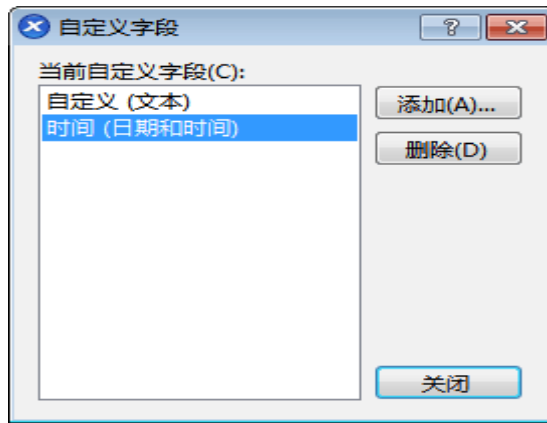 自定义字段
当前自定义字段(C):
自定义 (文本)
时间 (日期和时间)
添加(A)...
删除(D)
关闭